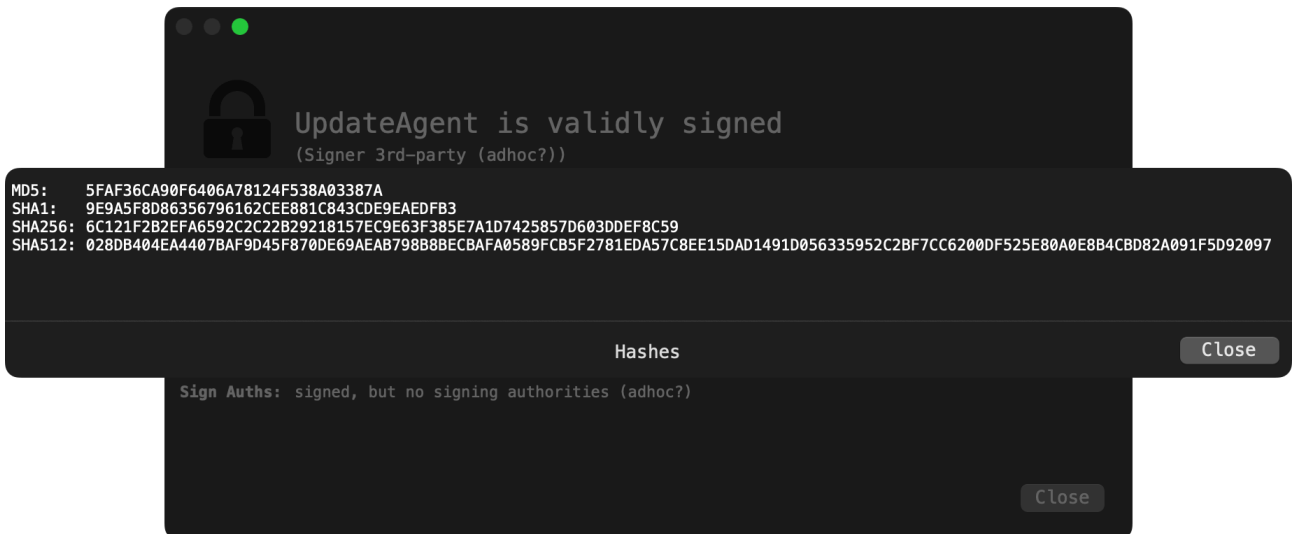 UpdateAgent is validly signed
(Signer 3rd-party (adhoc?))
MD5: 5FAF36CA90F6406A78124F538A03387A
SHA1: 9E9A5F8D86356796162CEE881C843CDE9EAEDFB3
SHA256: 6C121F2B2EFA6592C2C22B29218157EC9E63F385E7A1D7425857D603DDEF8C59
SHA512: 028DB404EA4407BAF9D45F870DE69AEAB798B8BECBAFA0589FCB5F2781EDA57C8EE15DAD1491D056335952C2BF7CC6200DF525E80A0E8B4CBD82A091F5D92097
Hashes
Close
Sign Auths: signed, but no signing authorities (adhoc?)
Close